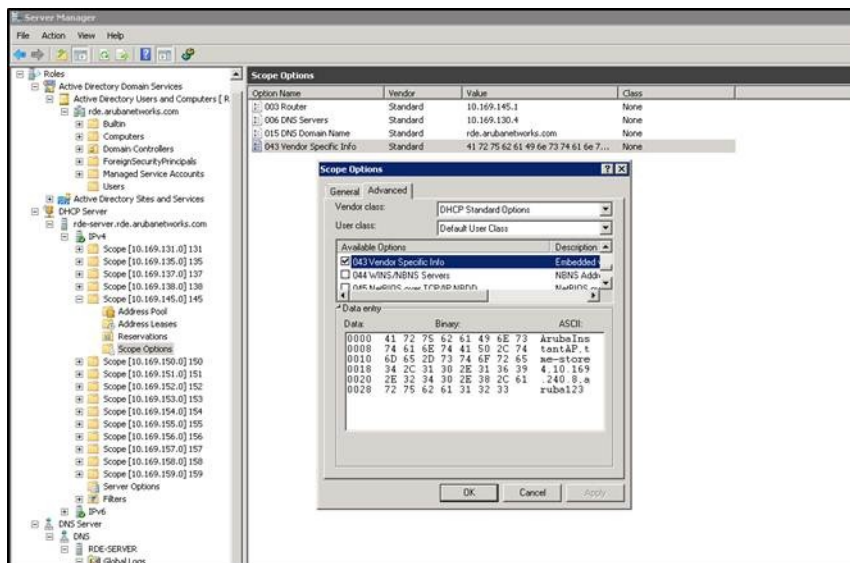 Server Manager
File Action View Help
Roles
Active Directory Domain Services
Active Directory Users and Computers [ R
rde.arubanetworks.com
Builtin
Computers
Domain Controllers
ForeignSecurityPrincipals
Managed Service Accounts
Users
Active Directory Sites and Services
DHCP Server
rde-server.rde.arubanetworks.com
IPv4
Scope [10.169.131.0] 131
Scope [10.169.135.0] 135
Scope [10.169.137.0] 137
Scope [10.169.138.0] 138
Scope [10.169.145.0] 145
Address Pool
Address Leases
Reservations
Scope Options
Scope [10.169.150.0] 150
Scope [10.169.151.0] 151
Scope [10.169.152.0] 152
Scope [10.169.153.0] 153
Scope [10.169.154.0] 154
Scope [10.169.155.0] 155
Scope [10.169.156.0] 156
Scope [10.169.157.0] 157
Scope [10.169.158.0] 158
Scope [10.169.159.0] 159
Server Options
Filters
IPv6
DNS Server
DNS
RDE-SERVER
Global Logs
Scope Options
Option Name Vendor Value Class
003 Router Standard 10.169.145.1 None
006 DNS Servers Standard 10.169.130.4 None
015 DNS Domain Name Standard rde.arubanetworks.com None
043 Vendor Specific Info Standard 41 72 75 62 61 49 6e 73 74 61 6e 7... None
Scope Options
General Advanced
Vendor class: DHCP Standard Options
User class: Default User Class
Available Options Description
043 Vendor Specific Info Embedded
044 WINS/NBNS Servers NBNS Addr
045 NetBIOS over TCP/IP NBDD
Data entry
Data: Binary: ASCII:
0000 41 72 75 62 61 49 6E 73 ArubaIns
0008 74 61 6E 74 41 50 2C 74 tantAP,t
0010 6D 65 2D 73 74 6F 72 65 me-store
0018 34 2C 31 30 2E 31 36 39 4,10.169
0020 2E 32 34 30 2E 38 2C 61 .240.8,a
0028 72 75 62 61 31 32 33 ruba123
OK Cancel Apply